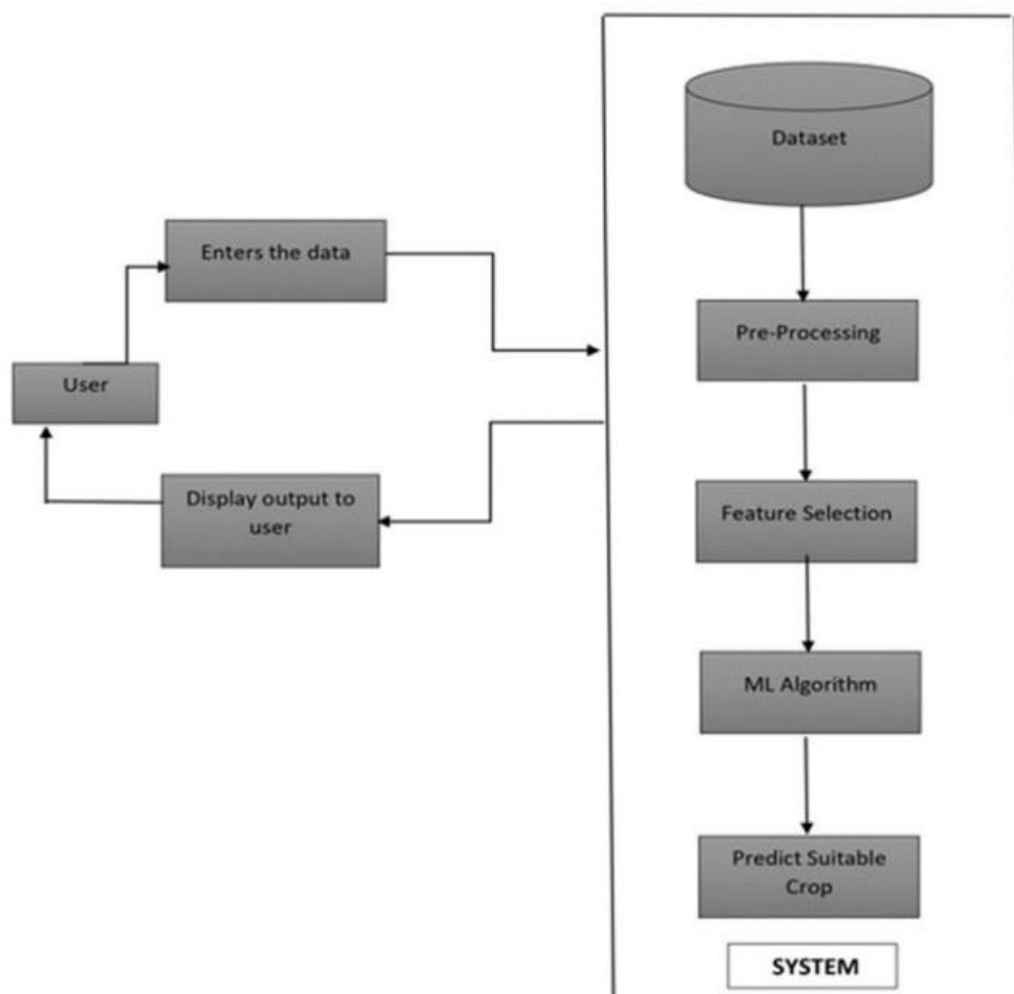 Dataset
Enters the data
Pre-Processing
User
Display output to
user
Feature Selection
ML Algorithm
Predict Suitable
Crop
SYSTEM